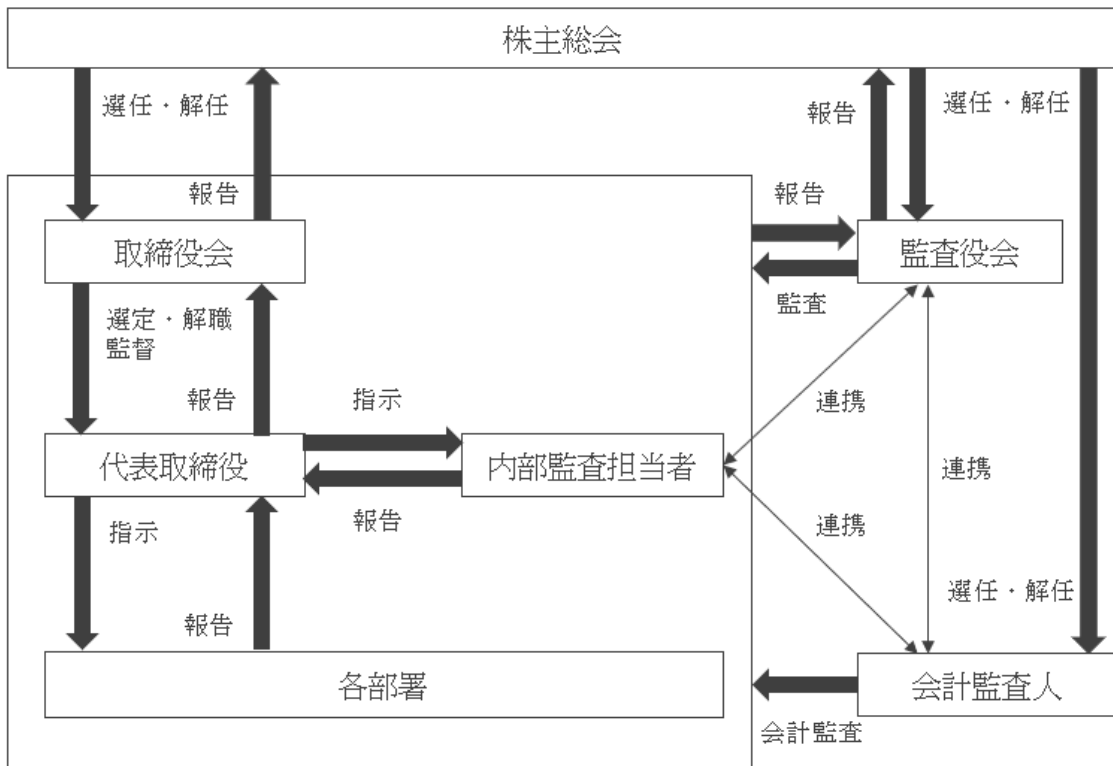 株主総会
選任・解任
報告
選任・解任
報告
報告
取締役会
監査役会
監査
選定・解職
監督
報告
指示
連携
代表取締役
内部監査担当者
連携
報告
指示
連携
選任・解任
報告
各部署
会計監査人
会計監査